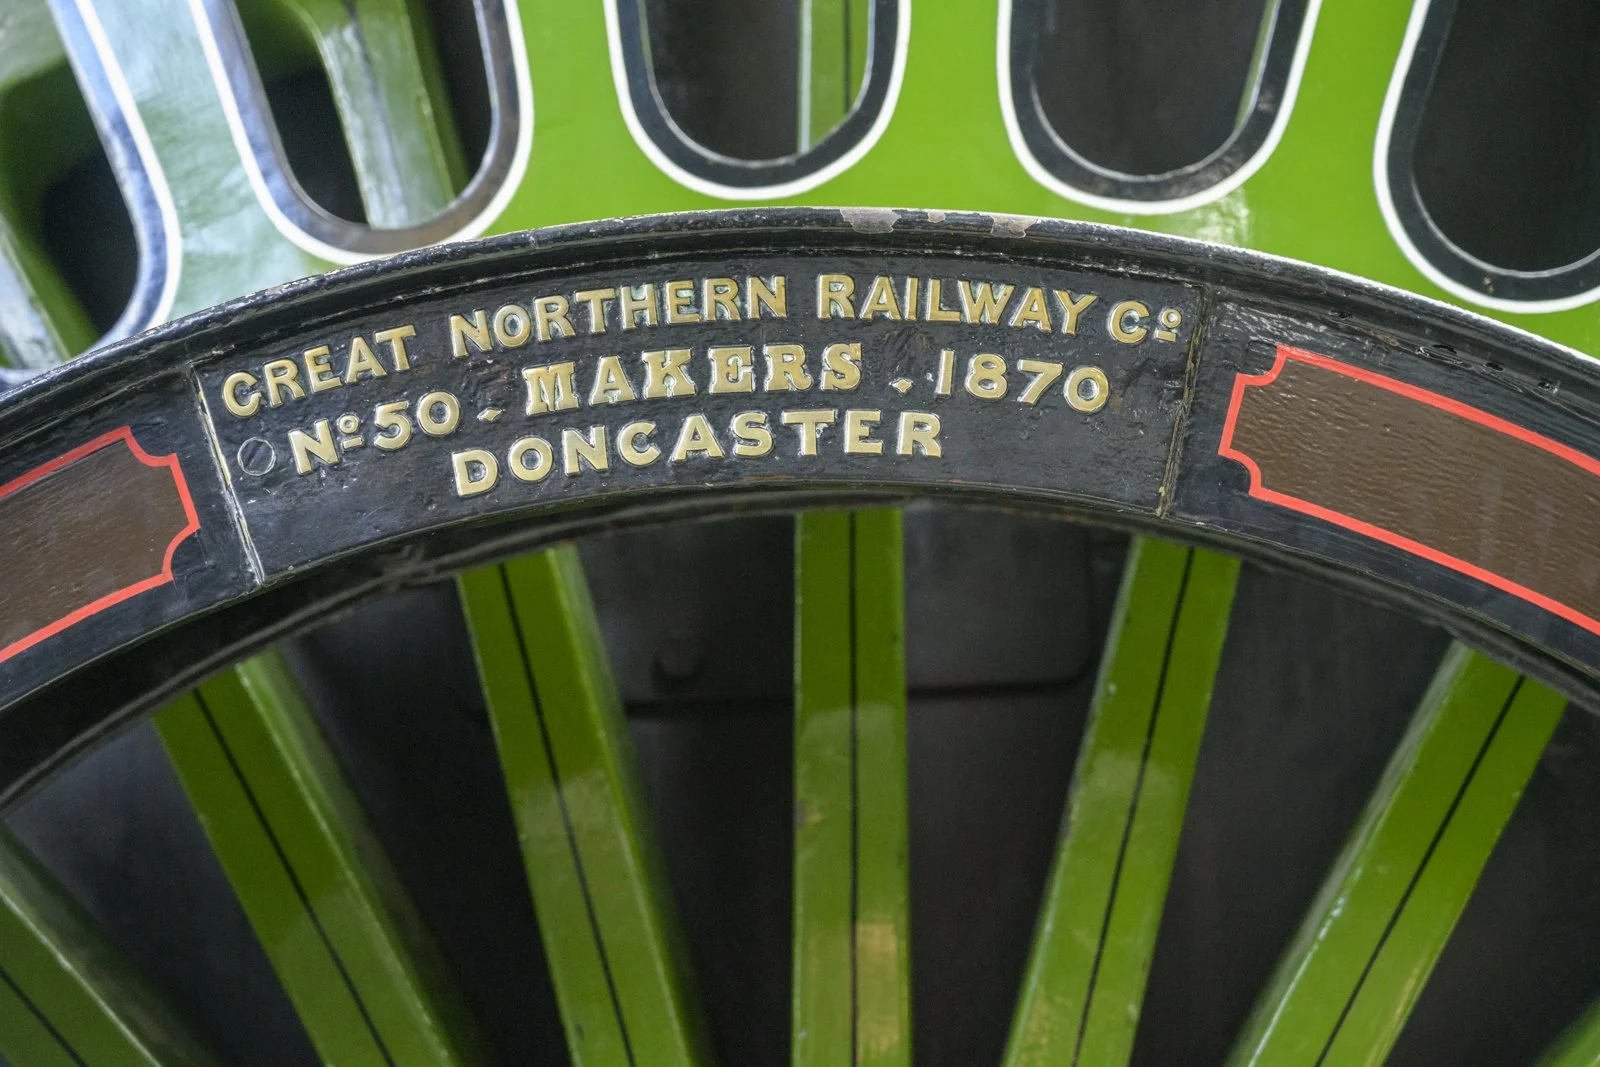 GREAT NORTHERN RAILWAY Cº
Nº 50 . MAKERS . 1870
DONCASTER